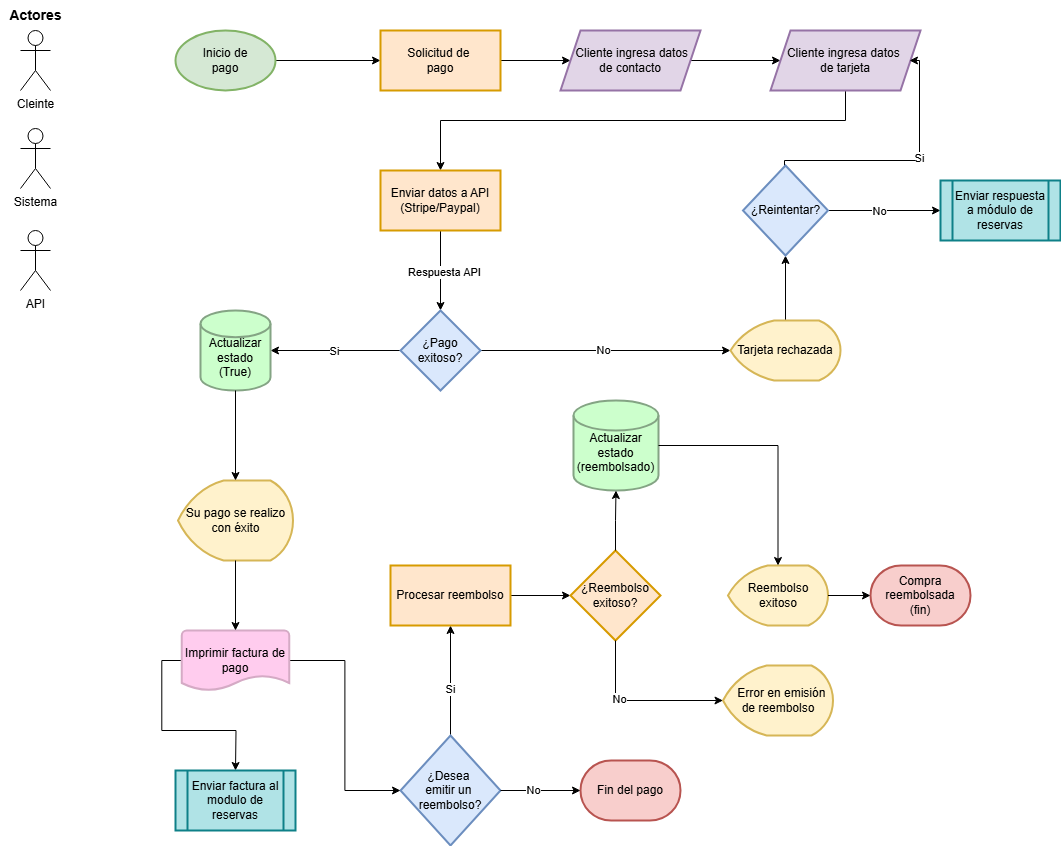 Actores
Cleinte
Sistema
API
Inicio de
pago
Solicitud de
pago
Cliente ingresa datos
de contacto
Cliente ingresa datos
de tarjeta
Si
Enviar datos a API
(Stripe/Paypal)
¿Reintentar?
No
Enviar respuesta
a módulo de
reservas
Respuesta API
¿Pago
exitoso?
Si
No
Tarjeta rechazada
Actualizar
estado
(True)
Actualizar
estado
(reembolsado)
Su pago se realizo
con éxito
Procesar reembolso
¿Reembolso
exitoso?
Reembolso
exitoso
Compra
reembolsada
(fin)
Imprimir factura de
pago
Si
No
Error en emisión
de reembolso
Enviar factura al
modulo de
reservas
¿Desea
emitir un
reembolso?
No
Fin del pago